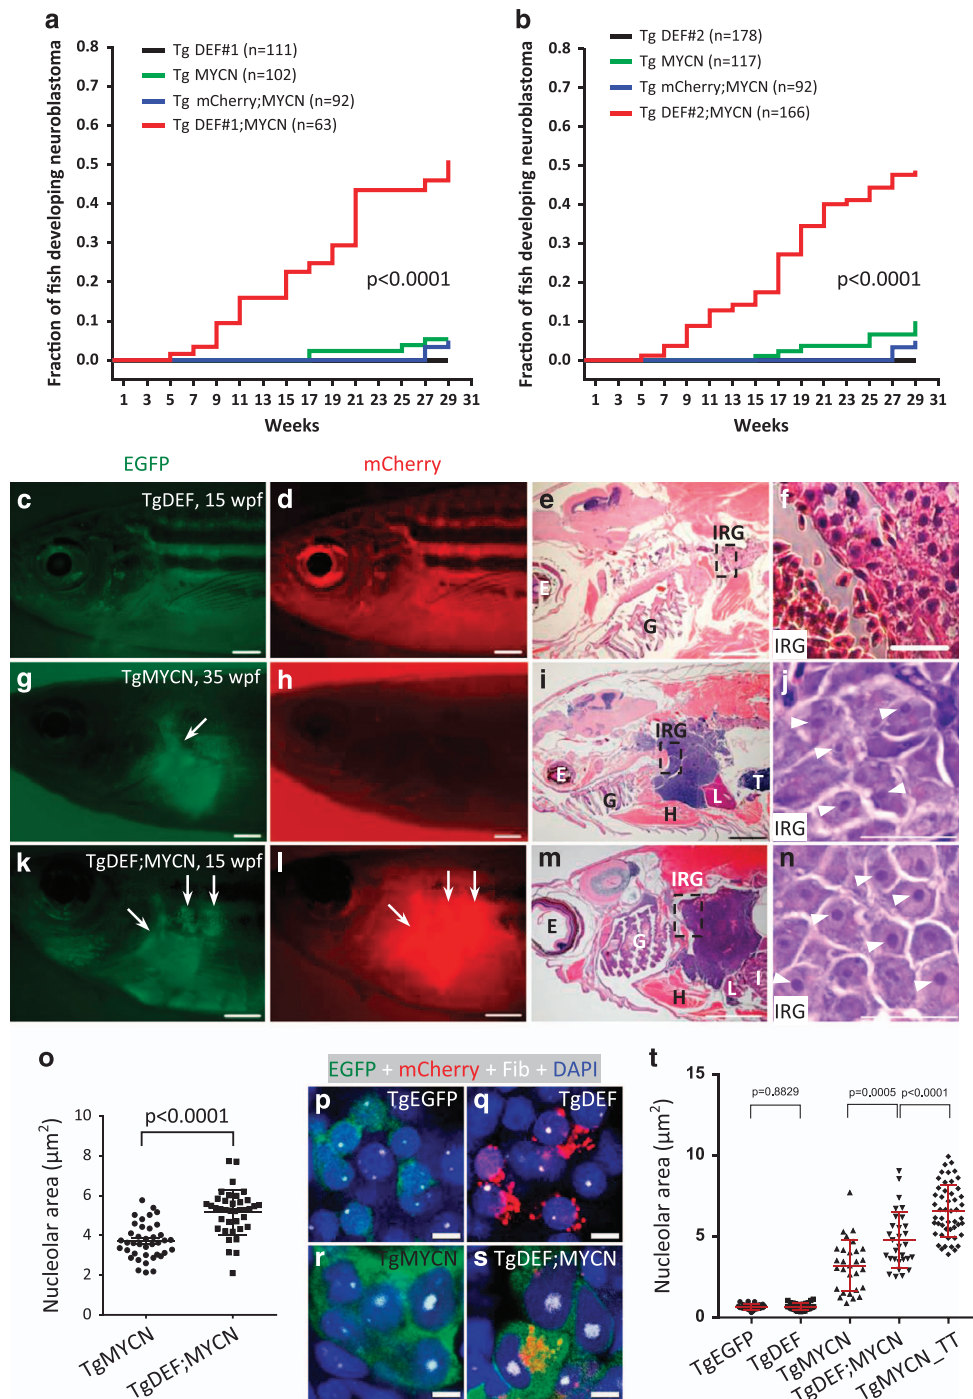 a
Tg DEF#1 (n=111)
Tg MYCN (n=102)
Tg mCherry;MYCN (n=92)
Tg DEF#1;MYCN (n=63)
Fraction of fish developing neuroblastoma
0.8
0.7
0.6
0.5
0.4
0.3
0.2
0.1
0.0
p<0.0001
1 3 5 7 9 11 13 15 17 19 21 23 25 27 29 31
Weeks
b
Tg DEF#2 (n=178)
Tg MYCN (n=117)
Tg mCherry;MYCN (n=92)
Tg DEF#2;MYCN (n=166)
Fraction of fish developing neuroblastoma
0.8
0.7
0.6
0.5
0.4
0.3
0.2
0.1
0.0
p<0.0001
1 3 5 7 9 11 13 15 17 19 21 23 25 27 29 31
Weeks
EGFP
mCherry
c
TgDEF, 15 wpf
d
e
IRG
E
G
f
IRG
g
TgMYCN, 35 wpf
h
i
IRG
E
G
H
L
T
j
IRG
k
TgDEF;MYCN, 15 wpf
l
m
IRG
E
G
H
L
I
n
IRG
o
Nucleolar area (μm²)
10
8
6
4
2
0
p<0.0001
TgMYCN
TgDEF;MYCN
EGFP + mCherry + Fib + DAPI
p
TgEGFP
q
TgDEF
r
TgMYCN
s
TgDEF;MYCN
t
Nucleolar area (μm²)
15
10
5
0
p=0.8829
p=0.0005
p<0.0001
TgEGFP
TgDEF
TgMYCN
TgDEF;MYCN
TgMYCN_TT